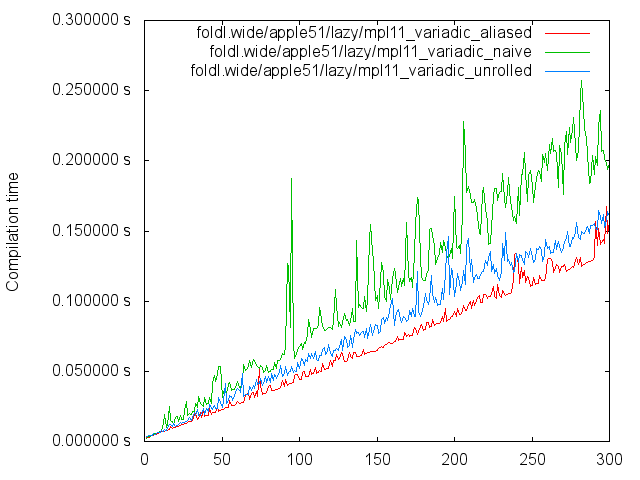 0.300000 s
foldl.wide/apple51/lazy/mpl11_variadic_aliased
foldl.wide/apple51/lazy/mpl11_variadic_naive
foldl.wide/apple51/lazy/mpl11_variadic_unrolled
0.250000 s
0.200000 s
0.150000 s
0.100000 s
0.050000 s
0.000000 s
Compilation time
0 50 100 150 200 250 300